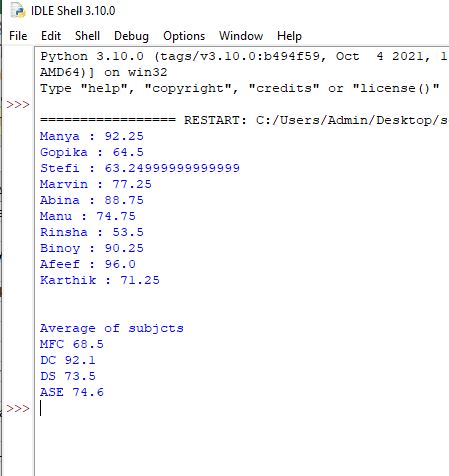 IDLE Shell 3.10.0
File Edit Shell Debug Options Window Help
Python 3.10.0 (tags/v3.10.0:b494f59, Oct 4 2021, 1
AMD64)] on win32
Type "help", "copyright", "credits" or "license()"
>>>
================= RESTART: C:/Users/Admin/Desktop/s
Manya : 92.25
Gopika : 64.5
Stefi : 63.24999999999999
Marvin : 77.25
Abina : 88.75
Manu : 74.75
Rinsha : 53.5
Binoy : 90.25
Afeef : 96.0
Karthik : 71.25
Average of subjcts
MFC 68.5
DC 92.1
DS 73.5
ASE 74.6
>>>